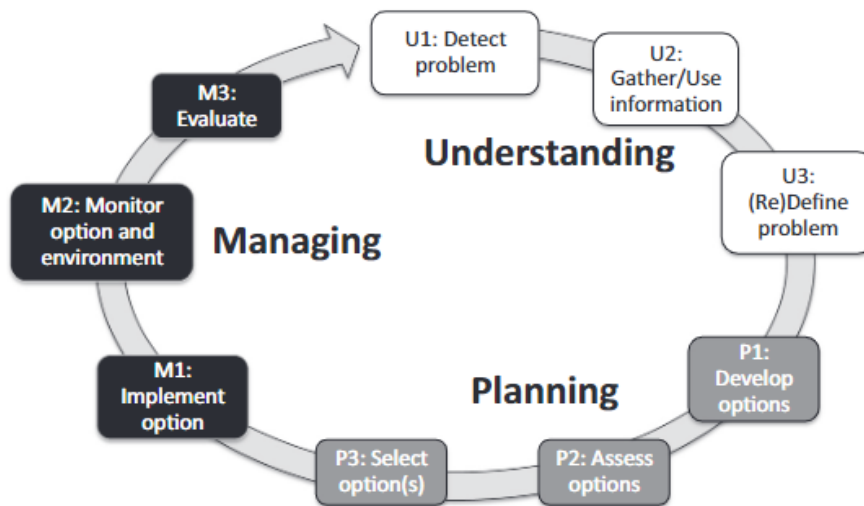 U1: Detect
problem
U2:
Gather/Use
information
U3:
(Re)Define
problem
Understanding
P1:
Develop
options
P2: Assess
options
P3: Select
option(s)
Planning
M1:
Implement
option
M2: Monitor
option and
environment
M3:
Evaluate
Managing